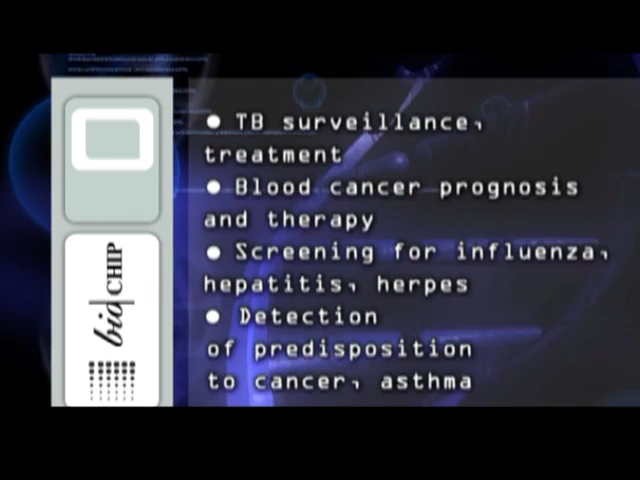 • TB surveillance,
treatment
• Blood cancer prognosis
and therapy
• Screening for influenza,
hepatitis, herpes
• Detection
of predisposition
to cancer, asthma
bio CHIP